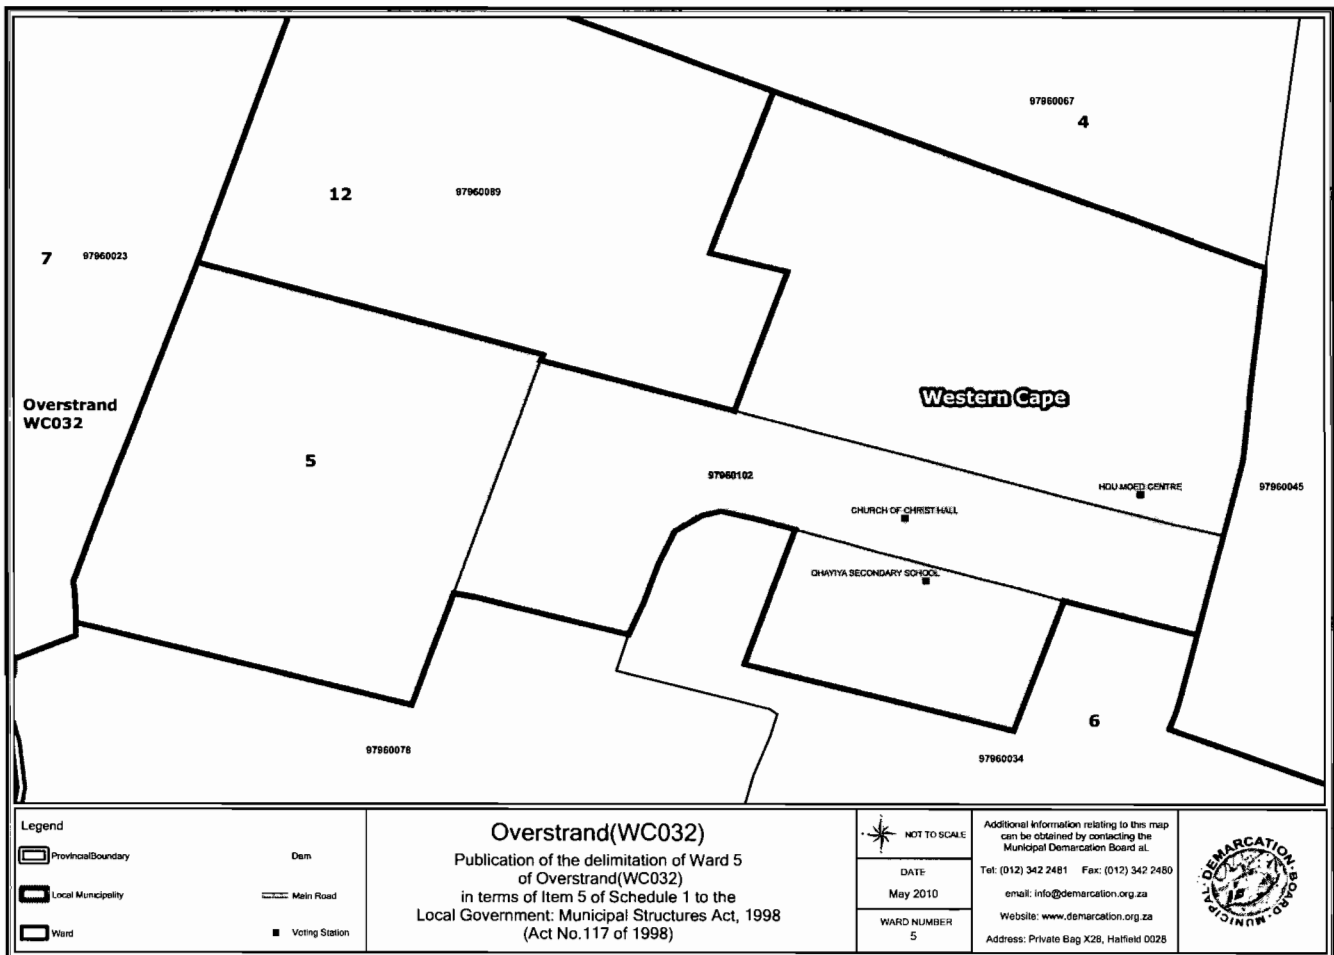 97960067
4
12
97960089
7
97960023
Overstrand
WC032
Western Cape
5
97960102
HOU MOED CENTRE
97960045
CHURCH OF CHRIST HALL
QHAYIYA SECONDARY SCHOOL
6
97960078
97960034
Legend
ProvincialBoundary
Dam
Local Municipality
Main Road
Ward
Voting Station
Overstrand(WC032)
Publication of the delimitation of Ward 5
of Overstrand(WC032)
in terms of Item 5 of Schedule 1 to the
Local Government: Municipal Structures Act, 1998
(Act No.117 of 1998)
NOT TO SCALE
DATE
May 2010
WARD NUMBER
5
Additional information relating to this map
can be obtained by contacting the
Municipal Demarcation Board at.
Tel: (012) 342 2481 Fax: (012) 342 2480
email: info@demarcation.org.za
Website: www.demarcation.org.za
Address: Private Bag X28, Hatfield 0028
MUNICIPAL DEMARCATION BOARD